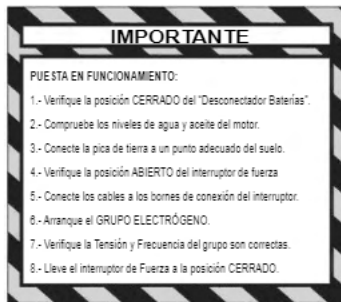 IMPORTANTE
PUESTA EN FUNCIONAMIENTO:
1.- Verifique la posición CERRADO del "Desconectador Baterías".
2.- Compruebe los niveles de agua y aceite del motor.
3.- Conecte la pica de tierra a un punto adecuado del suelo.
4.- Verifique la posición ABIERTO del interruptor de fuerza
5.- Conecte los cables a los bornes de conexión del interruptor.
6.- Arranque el GRUPO ELECTRÓGENO.
7.- Verifique la Tensión y Frecuencia del grupo son correctas.
8.- Lleve el interruptor de Fuerza a la posición CERRADO.